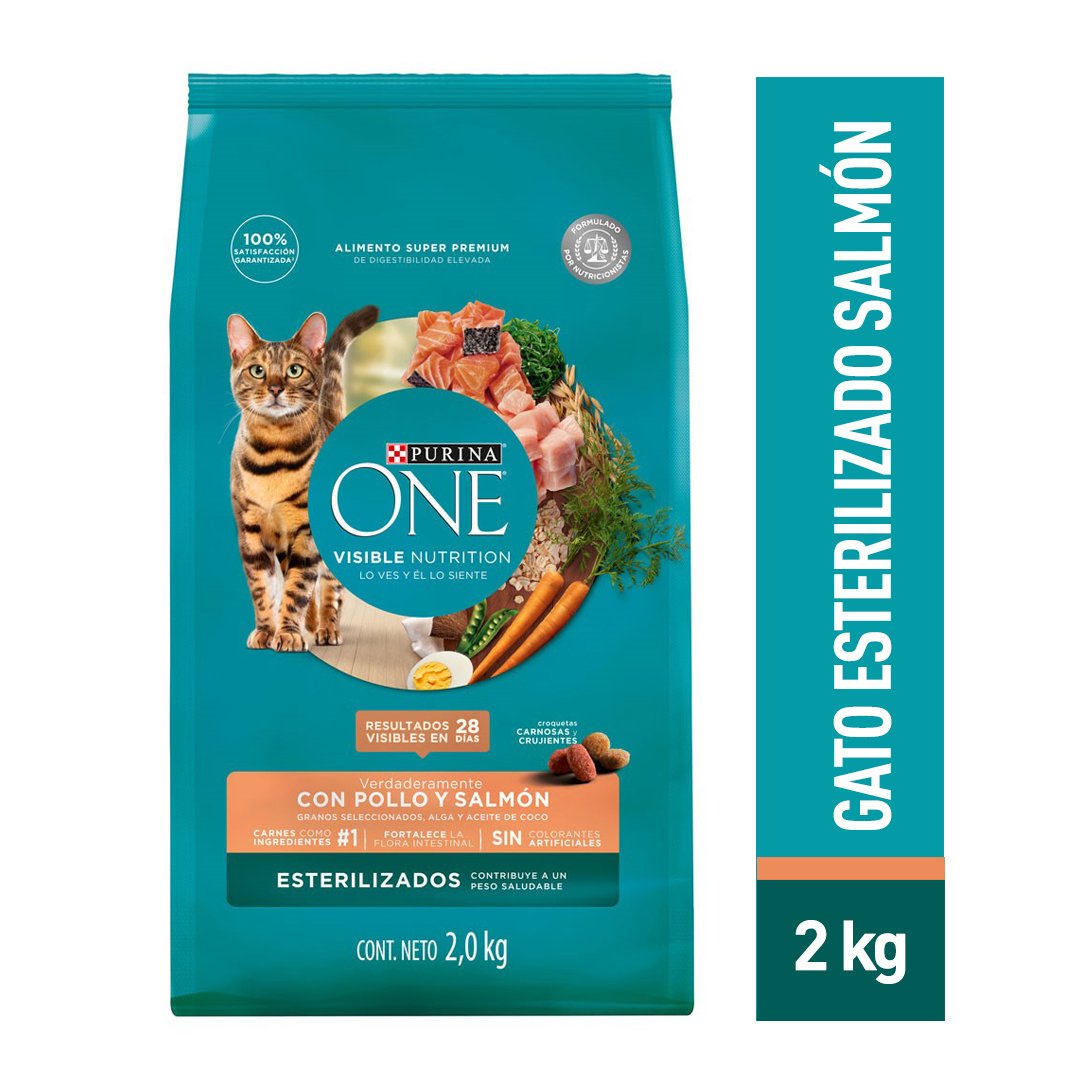 100%
SATISFACCIÓN
GARANTIZADA
ALIMENTO SUPER PREMIUM
DE DIGESTIBILIDAD ELEVADA
FORMULADO
POR NUTRICIONISTAS
PURINA
ONE
VISIBLE NUTRITION
LO VES Y ÉL LO SIENTE
RESULTADOS
VISIBLES EN 28 DÍAS
croquetas
CARNOSAS y
CRUJIENTES
Verdaderamente
CON POLLO Y SALMÓN
GRANOS SELECCIONADOS, ALGA Y ACEITE DE COCO
CARNES COMO
INGREDIENTES #1
FORTALECE LA
FLORA INTESTINAL
SIN COLORANTES
ARTIFICIALES
ESTERILIZADOS
CONTRIBUYE A UN
PESO SALUDABLE
CONT. NETO 2,0 kg
GATO ESTERILIZADO SALMÓN
2 kg